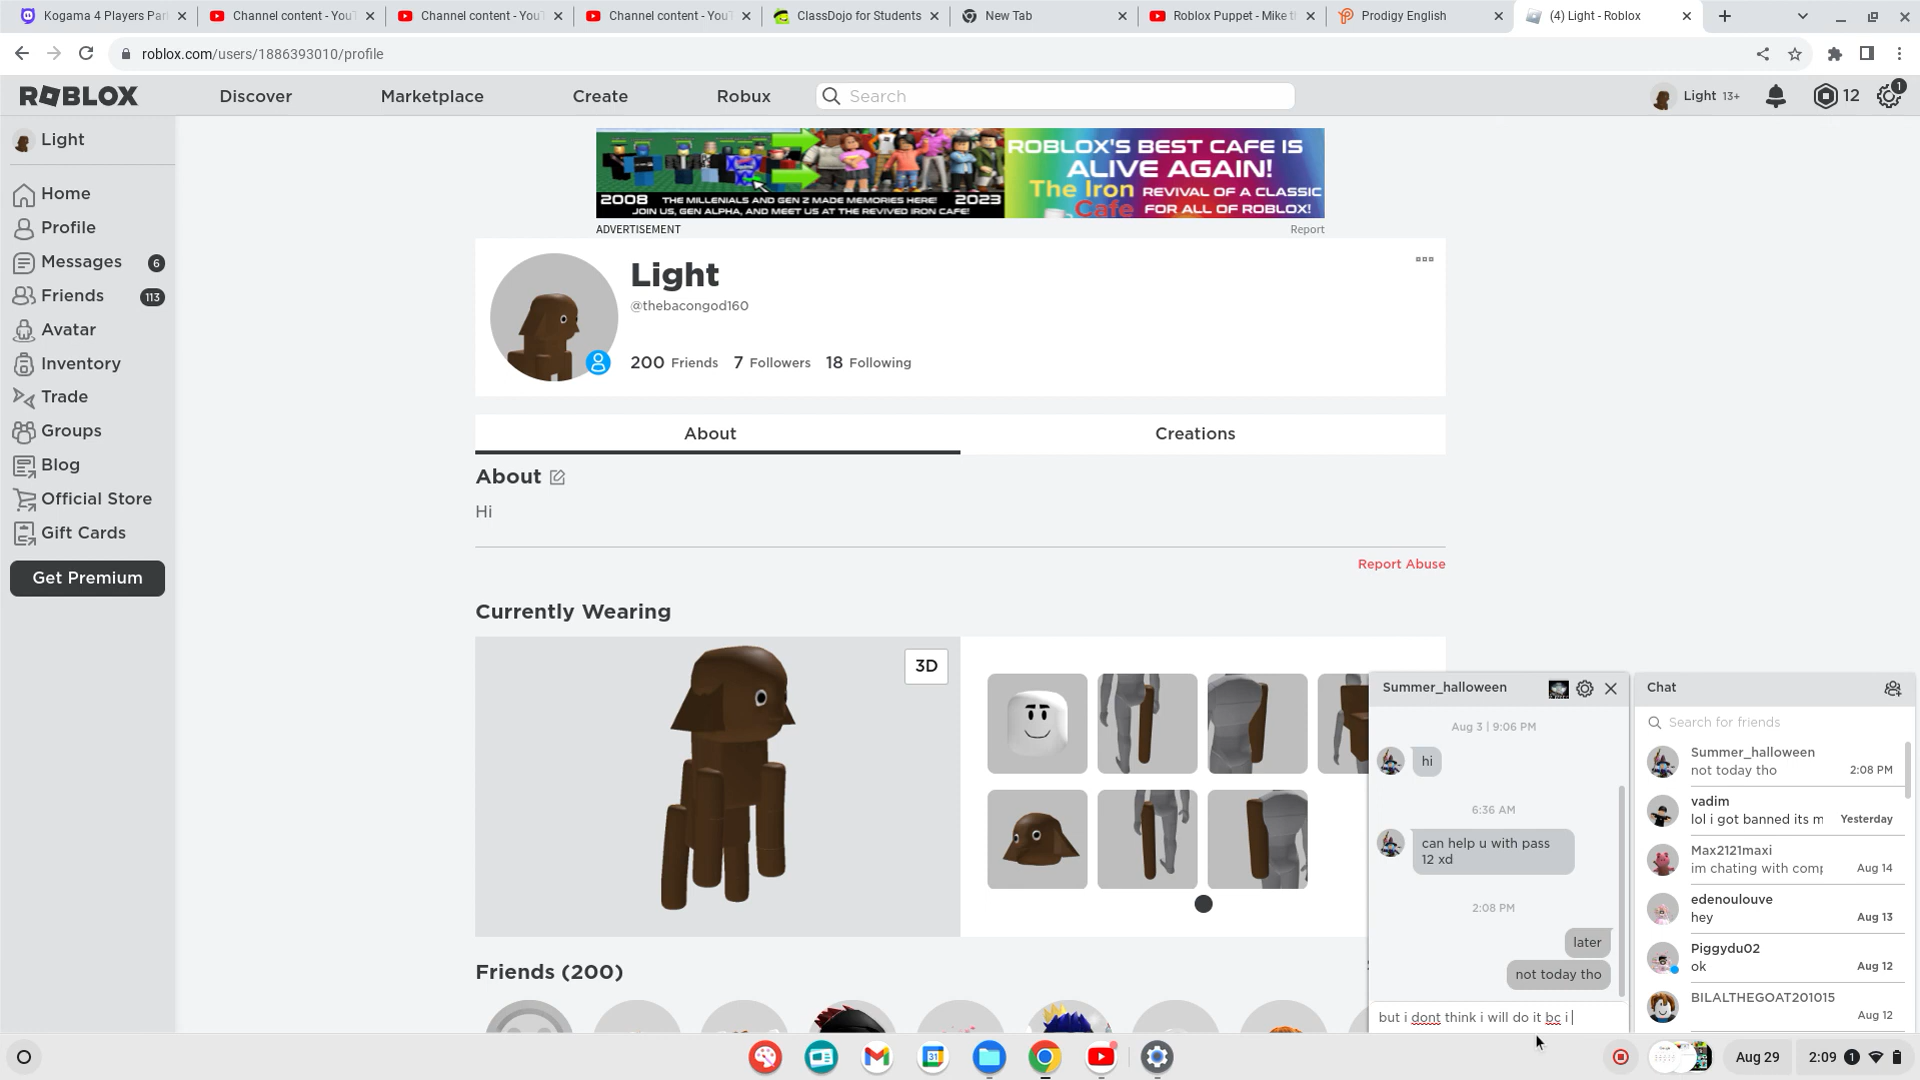 Kogama 4 Players Par
Channel content - YouT
Channel content - YouT
Channel content - YouT
ClassDojo for Students
New Tab
Roblox Puppet - Mike ti
Prodigy English
(4) Light - Roblox
roblox.com/users/1886393010/profile
ROBLOX
Discover
Marketplace
Create
Robux
Search
Light 13+
12
1
Light
Home
Profile
Messages 6
Friends 113
Avatar
Inventory
Trade
Groups
Blog
Official Store
Gift Cards
Get Premium
2008 THE MILLENIALS AND GEN Z MADE MEMORIES HERE! 2023
JOIN US, GEN ALPHA, AND MEET US AT THE REVIVED IRON CAFE!
ROBLOX'S BEST CAFE IS
ALIVE AGAIN!
The Iron
Cafe
REVIVAL OF A CLASSIC
FOR ALL OF ROBLOX!
ADVERTISEMENT
Report
Light
@thebacongod160
200 Friends 7 Followers 18 Following
About
Creations
About
Hi
Report Abuse
Currently Wearing
3D
Friends (200)
Summer_halloween
Aug 3 | 9:06 PM
hi
6:36 AM
can help u with pass
12 xd
2:08 PM
later
not today tho
but i dont think i will do it bc i
Chat
Search for friends
Summer_halloween
not today tho 2:08 PM
vadim
lol i got banned its m Yesterday
Max2121maxi
im chating with comp Aug 14
edenoulouve
hey Aug 13
Piggydu02
ok Aug 12
BILALTHEGOAT201015
Aug 12
31
Aug 29
2:09 1